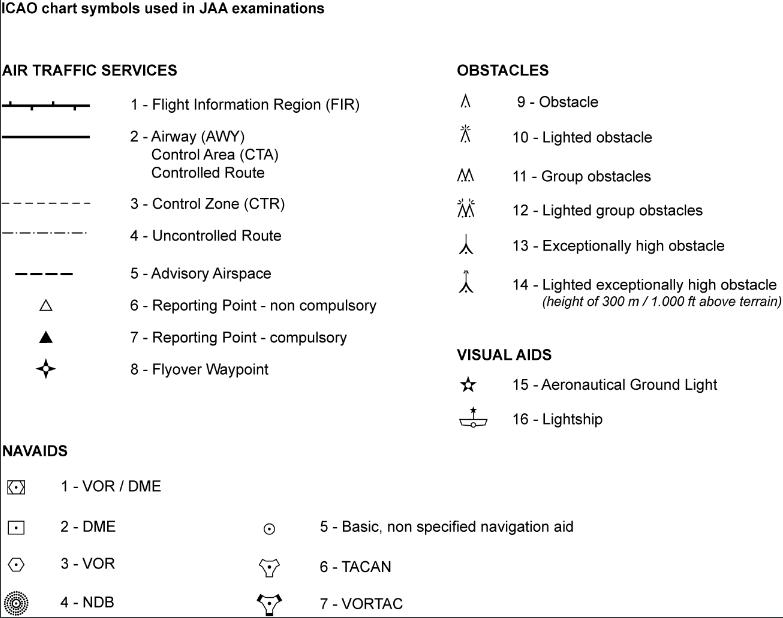 ICAO chart symbols used in JAA examinations
AIR TRAFFIC SERVICES
1 - Flight Information Region (FIR)
2 - Airway (AWY)
Control Area (CTA)
Controlled Route
3 - Control Zone (CTR)
4 - Uncontrolled Route
5 - Advisory Airspace
6 - Reporting Point - non compulsory
7 - Reporting Point - compulsory
8 - Flyover Waypoint
OBSTACLES
9 - Obstacle
10 - Lighted obstacle
11 - Group obstacles
12 - Lighted group obstacles
13 - Exceptionally high obstacle
14 - Lighted exceptionally high obstacle
(height of 300 m / 1.000 ft above terrain)
VISUAL AIDS
15 - Aeronautical Ground Light
16 - Lightship
NAVAIDS
1 - VOR / DME
2 - DME
3 - VOR
4 - NDB
5 - Basic, non specified navigation aid
6 - TACAN
7 - VORTAC